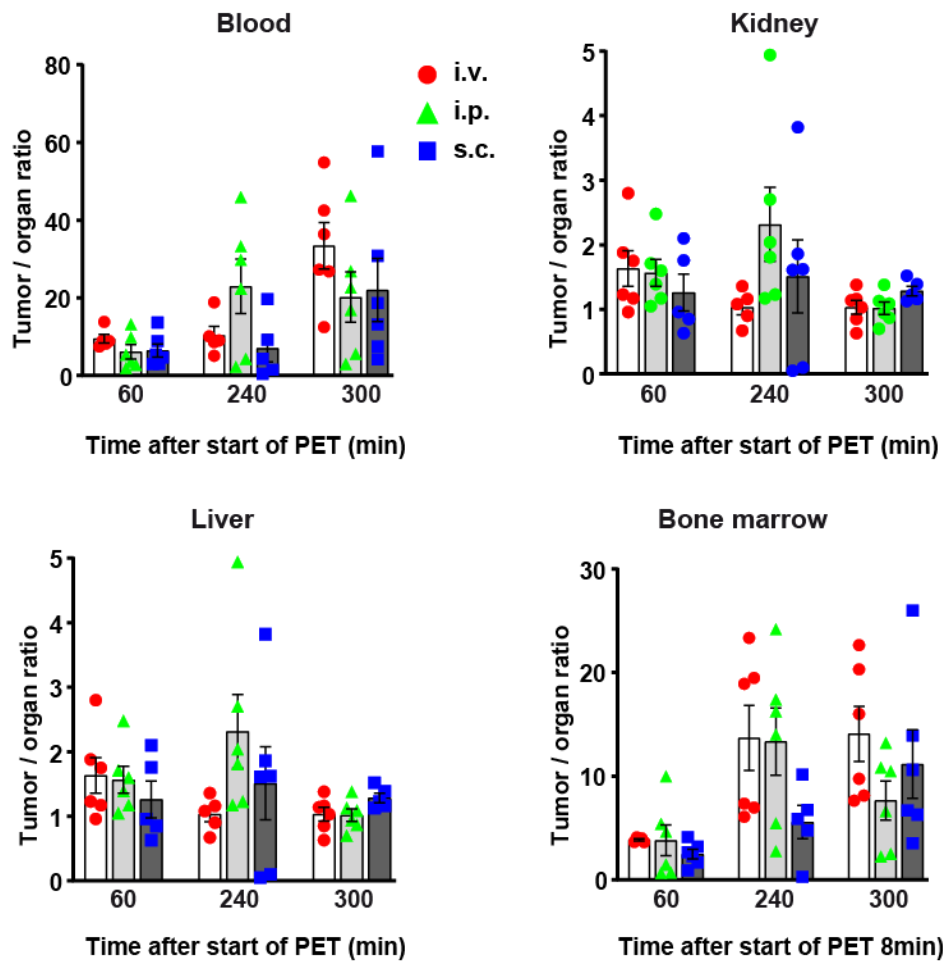 Blood
Tumor / organ ratio
80
60
40
20
0
60 240 300
Time after start of PET (min)
i.v.
i.p.
s.c.
Kidney
Tumor / organ ratio
5
4
3
2
1
0
60 240 300
Time after start of PET (min)
Liver
Tumor / organ ratio
5
4
3
2
1
0
60 240 300
Time after start of PET (min)
Bone marrow
Tumor / organ ratio
30
20
10
0
60 240 300
Time after start of PET 8min)